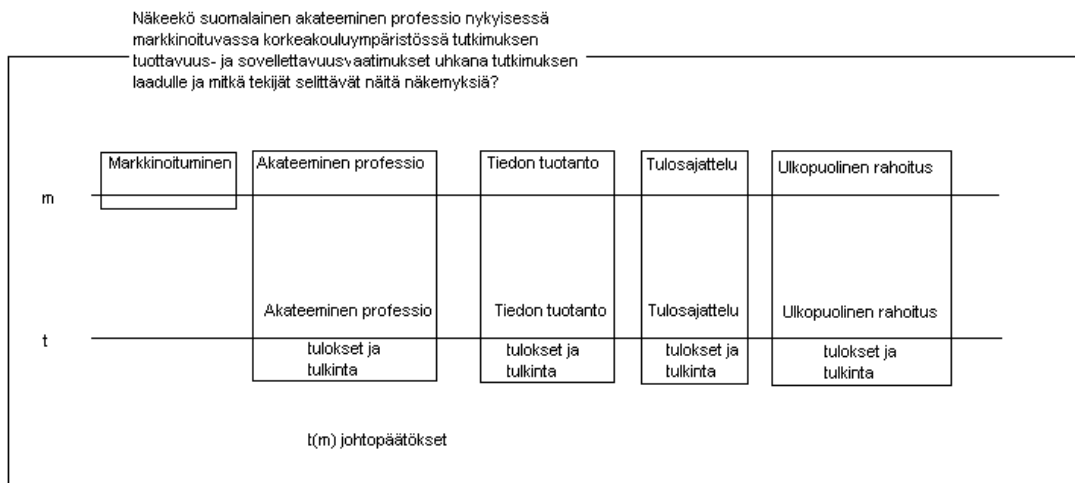 Näkeekö suomalainen akateeminen professio nykyisessä
markkinoituvassa korkeakouluympäristössä tutkimuksen
tuottavuus- ja sovellettavuusvaatimukset uhkana tutkimuksen
laadulle ja mitkä tekijät selittävät näitä näkemyksiä?
Markkinoituminen
Akateeminen professio
Tiedon tuotanto
Tulosajattelu
Ulkopuolinen rahoitus
m
Akateeminen professio
Tiedon tuotanto
Tulosajattelu
Ulkopuolinen rahoitus
t
tulokset ja
tulkinta
tulokset ja
tulkinta
tulokset ja
tulkinta
tulokset ja
tulkinta
t(m) johtopäätökset